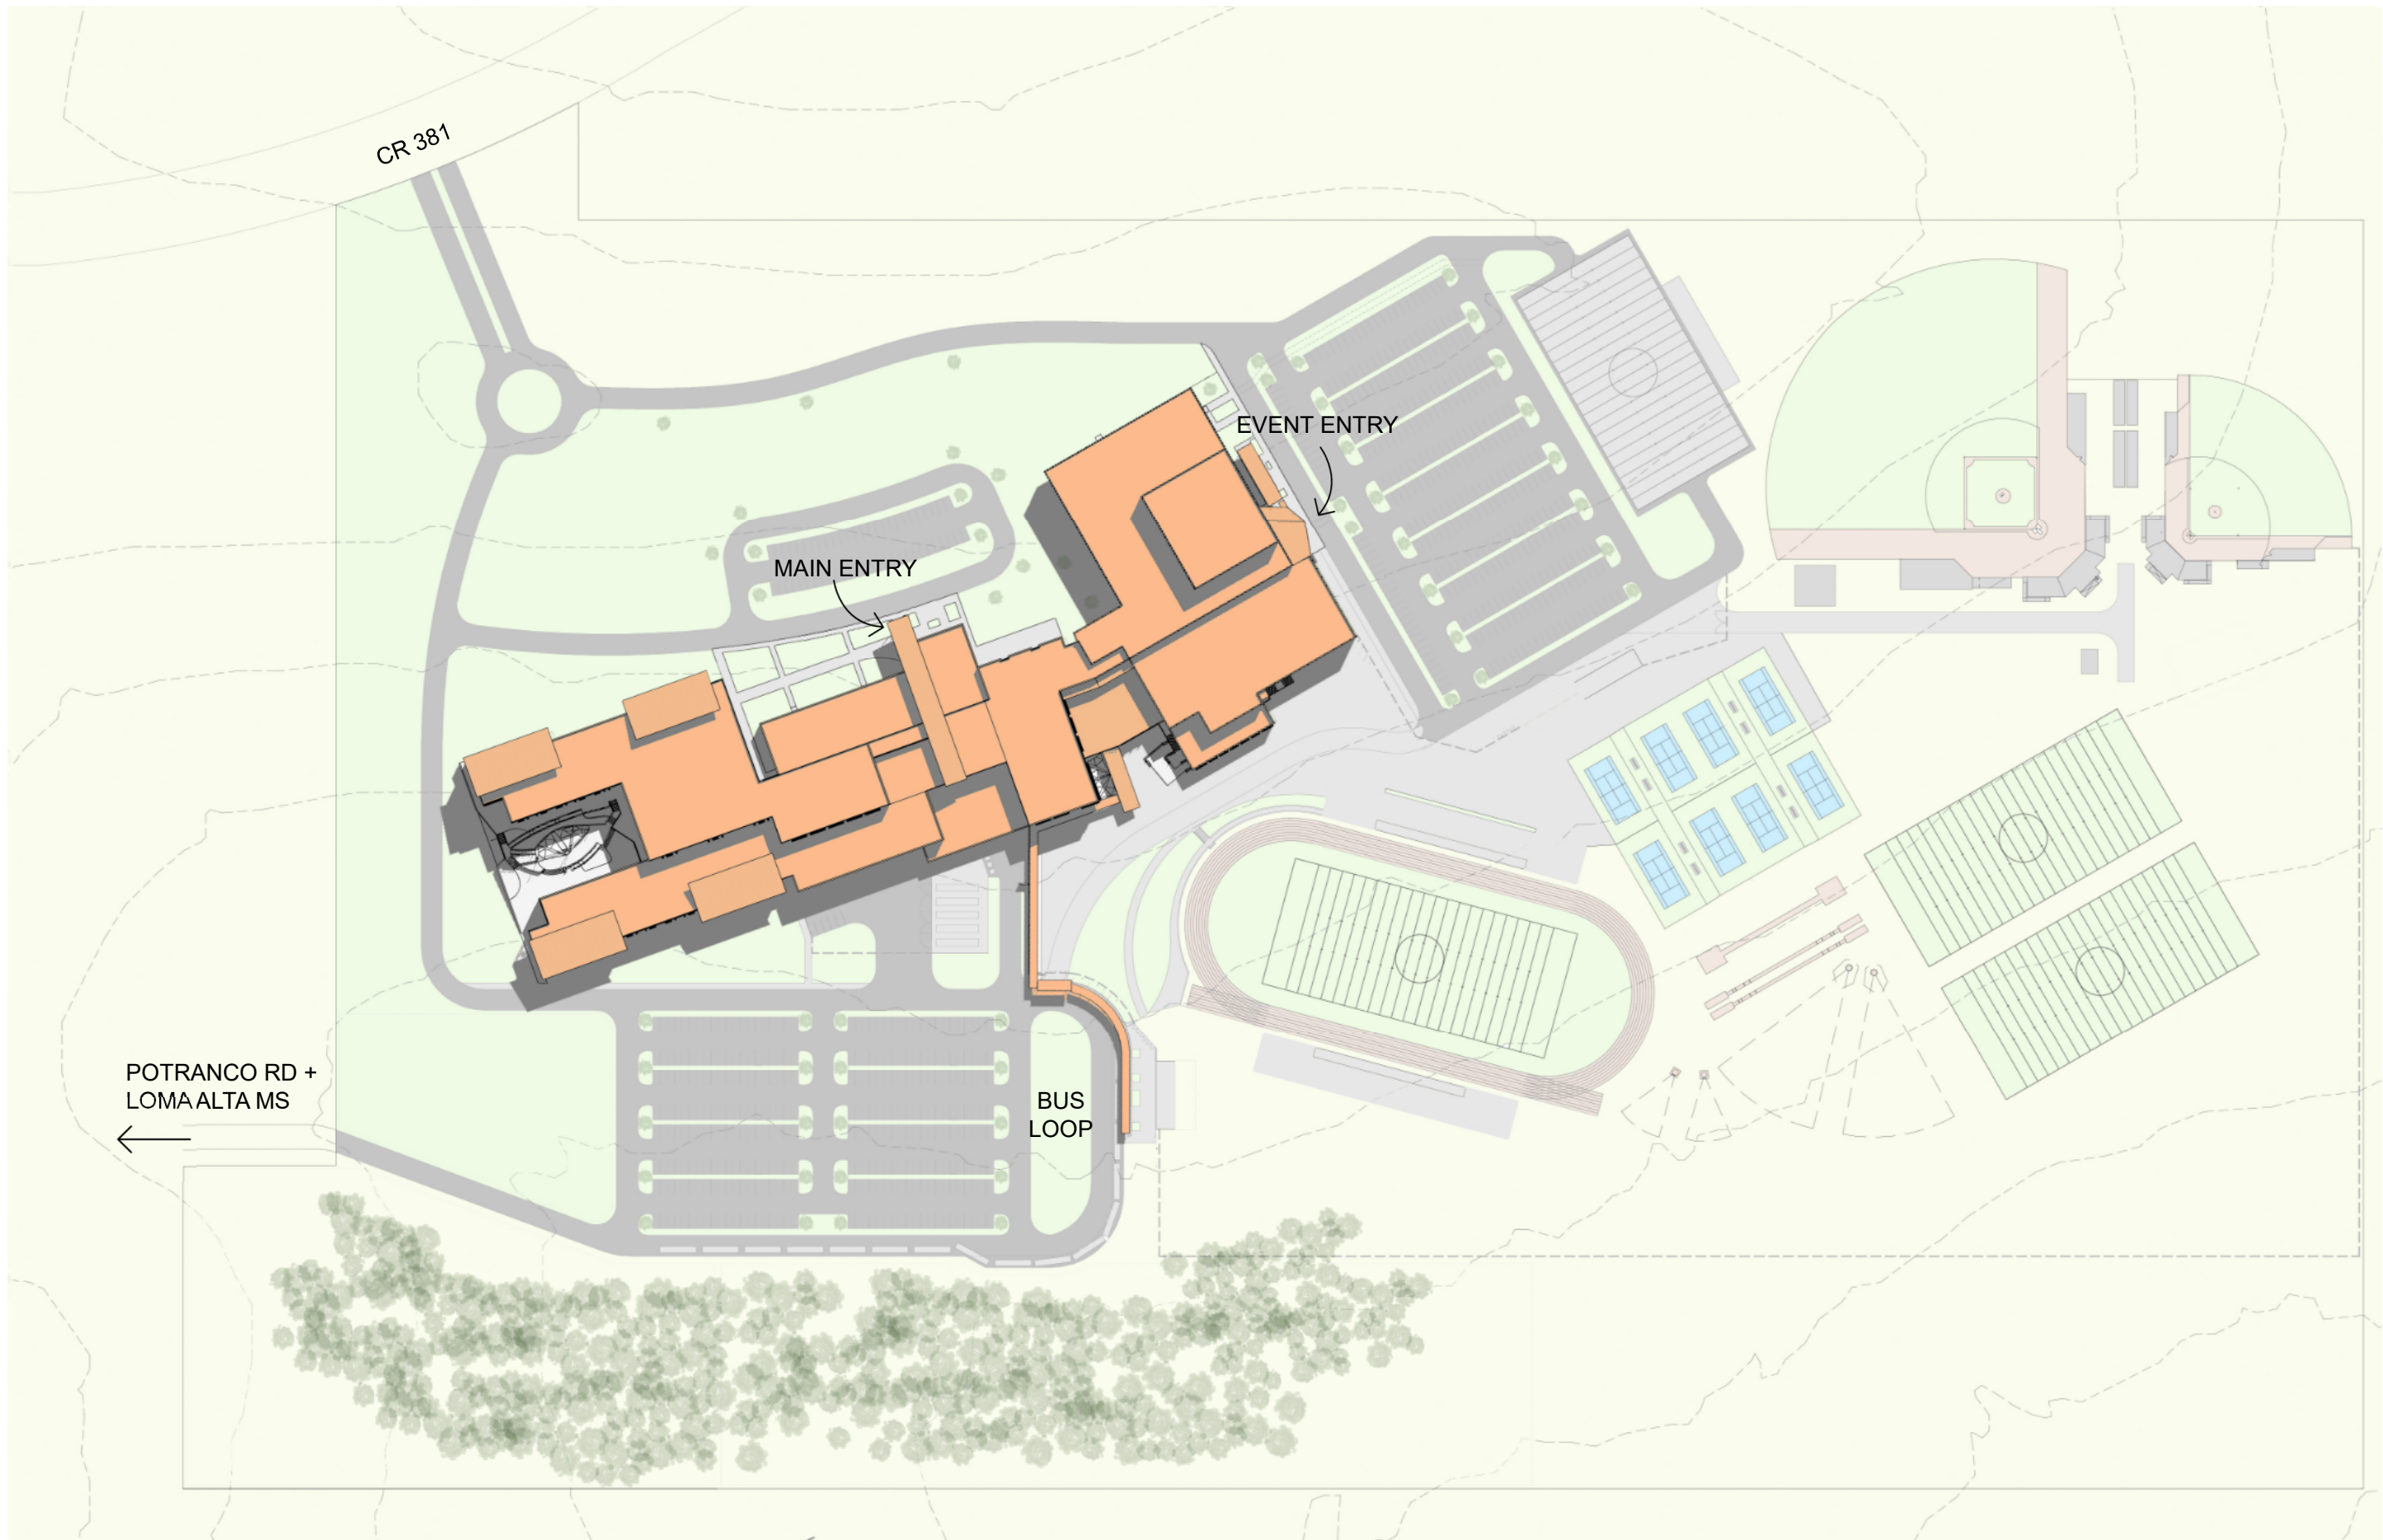 CR 381
EVENT ENTRY
MAIN ENTRY
POTRANCO RD +
LOMA ALTA MS
BUS
LOOP